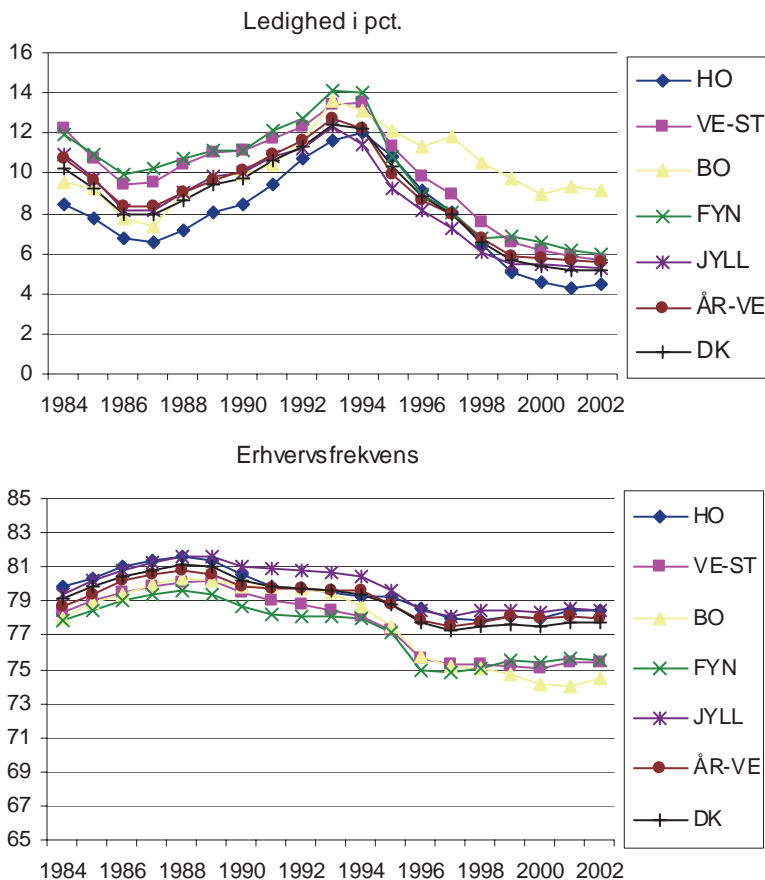 Ledighed i pct.
16
14
12
10
8
6
4
2
0
1984 1986 1988 1990 1992 1994 1996 1998 2000 2002
HO
VE-ST
BO
FYN
JYLL
ÅR-VE
DK
Erhvervsfrekvens
85
83
81
79
77
75
73
71
69
67
65
1984 1986 1988 1990 1992 1994 1996 1998 2000 2002
HO
VE-ST
BO
FYN
JYLL
ÅR-VE
DK